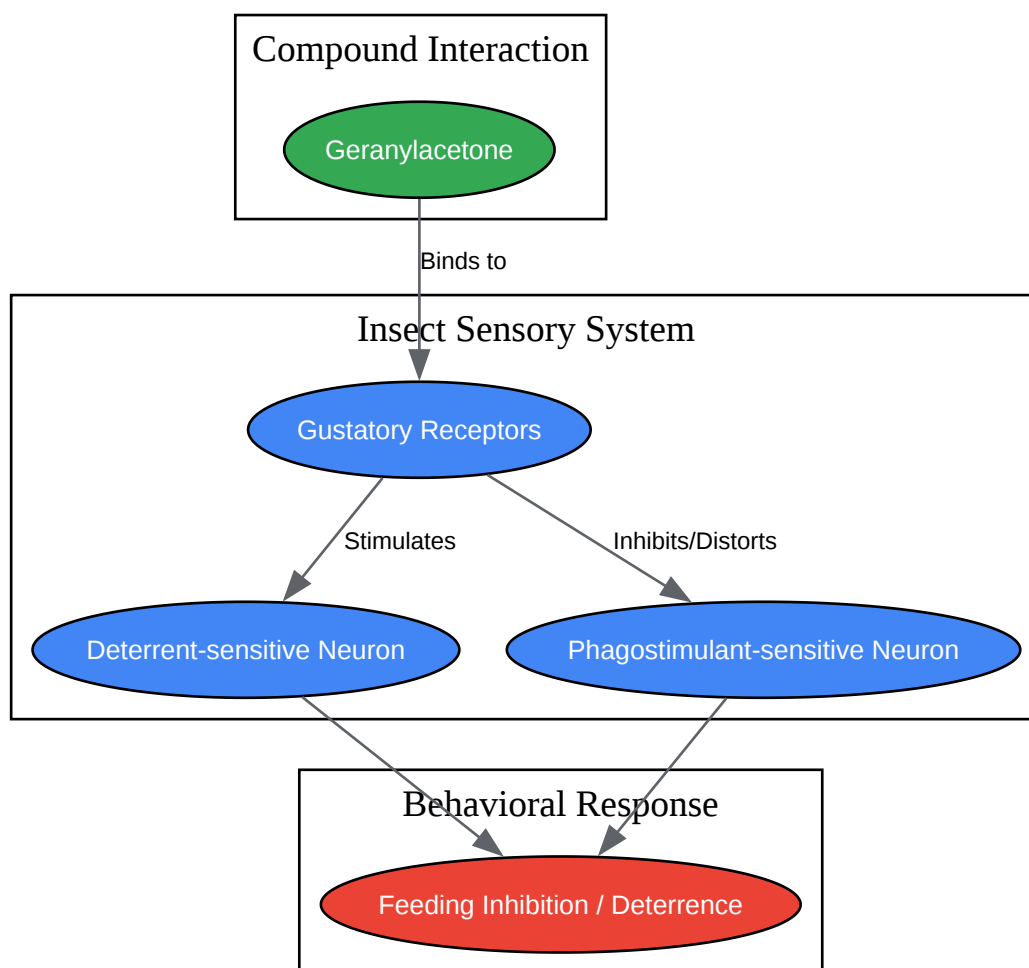 Compound Interaction
Geranylacetone
Binds to
Insect Sensory System
Gustatory Receptors
Stimulates
Inhibits/Distorts
Deterrent-sensitive Neuron
Phagostimulant-sensitive Neuron
Behavioral Response
Feeding Inhibition / Deterrence